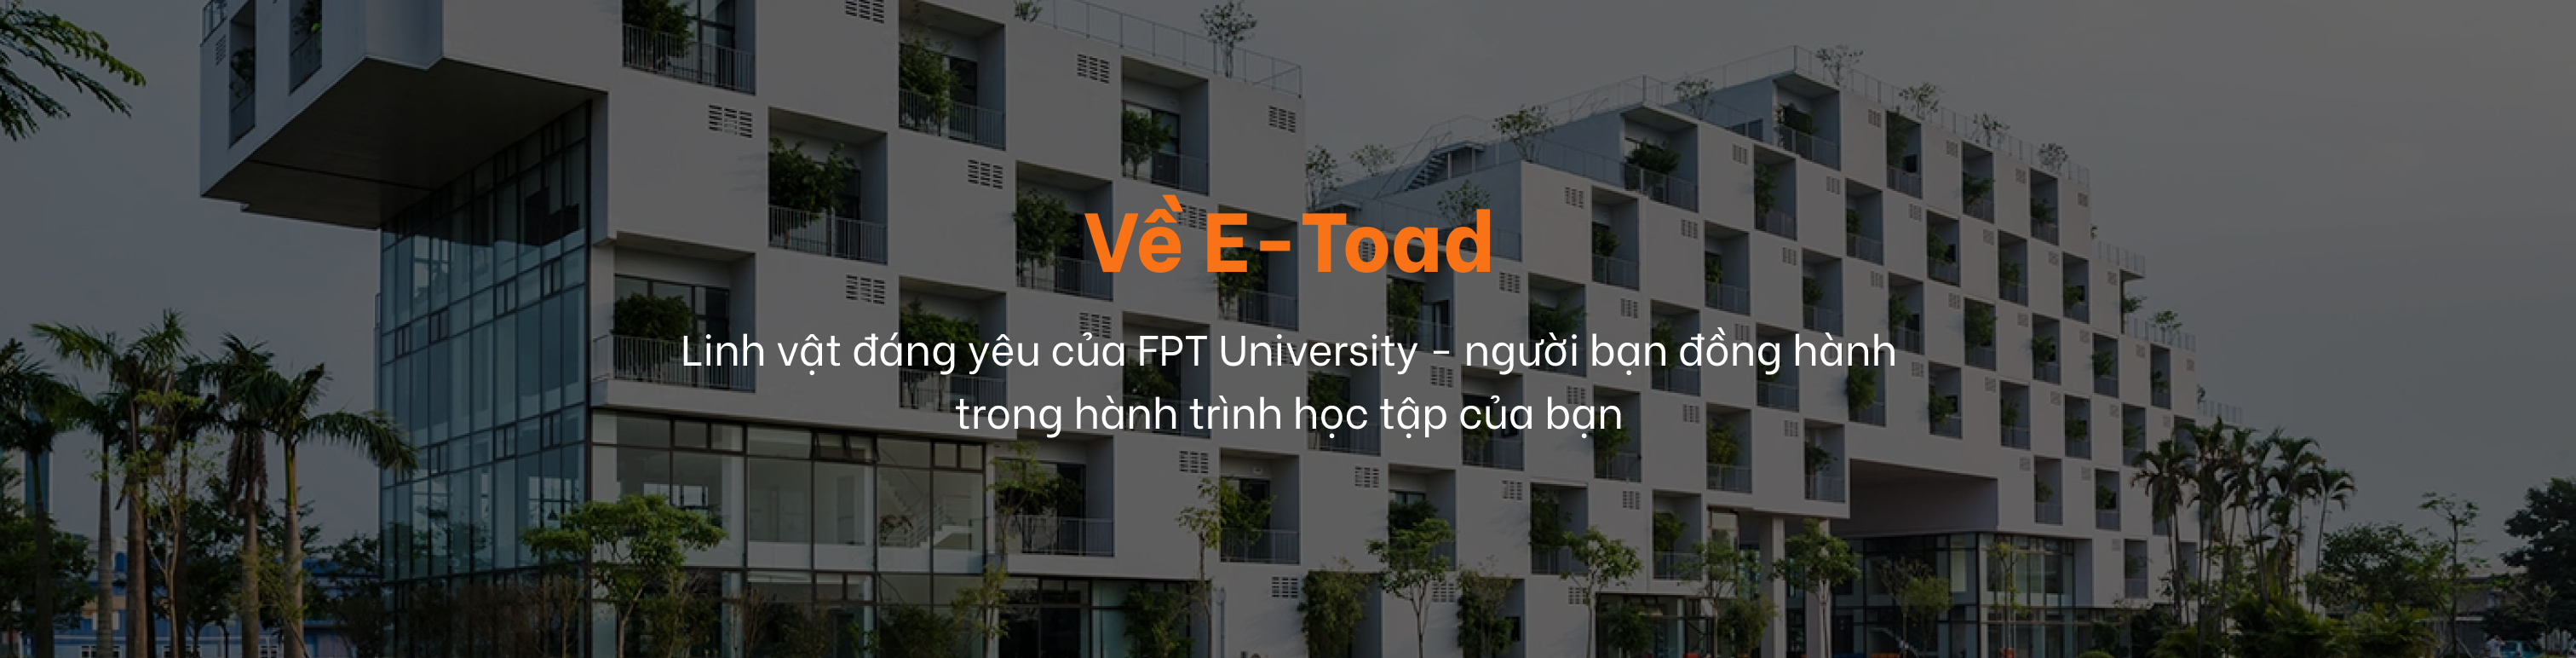 Về E-Toad
Linh vật đáng yêu của FPT University - người bạn đồng hành
trong hành trình học tập của bạn